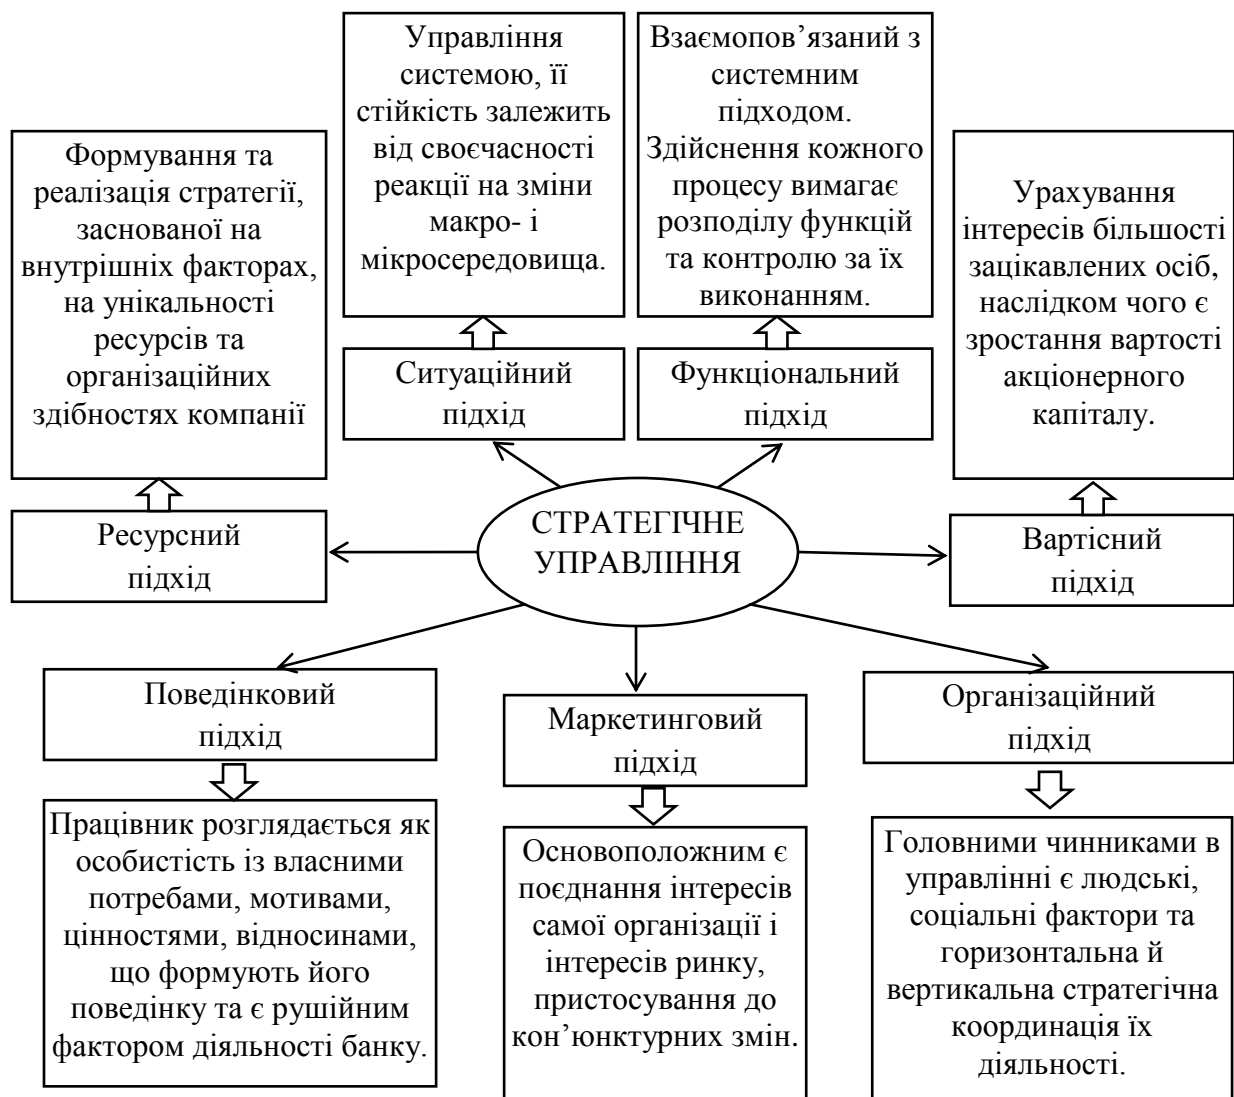 Управління
системою, її
стійкість залежить
від своєчасності
реакції на зміни
макро- і
мікросередовища.
Взаємопов’язаний з
системним
підходом.
Здійснення кожного
процесу вимагає
розподілу функцій
та контролю за їх
виконанням.
Формування та
реалізація стратегії,
заснованої на
внутрішніх факторах,
на унікальності
ресурсів та
організаційних
здібностях компанії
Урахування
інтересів більшості
зацікавлених осіб,
наслідком чого є
зростання вартості
акціонерного
капіталу.
Ситуаційний
підхід
Функціональний
підхід
Ресурсний
підхід
СТРАТЕГІЧНЕ
УПРАВЛІННЯ
Вартісний
підхід
Поведінковий
підхід
Маркетинговий
підхід
Організаційний
підхід
Працівник розглядається як
особистість із власними
потребами, мотивами,
цінностями, відносинами,
що формують його
поведінку та є рушійним
фактором діяльності банку.
Основоположним є
поєднання інтересів
самої організації і
інтересів ринку,
пристосування до
кон’юнктурних змін.
Головними чинниками в
управлінні є людські,
соціальні фактори та
горизонтальна й
вертикальна стратегічна
координація їх
діяльності.